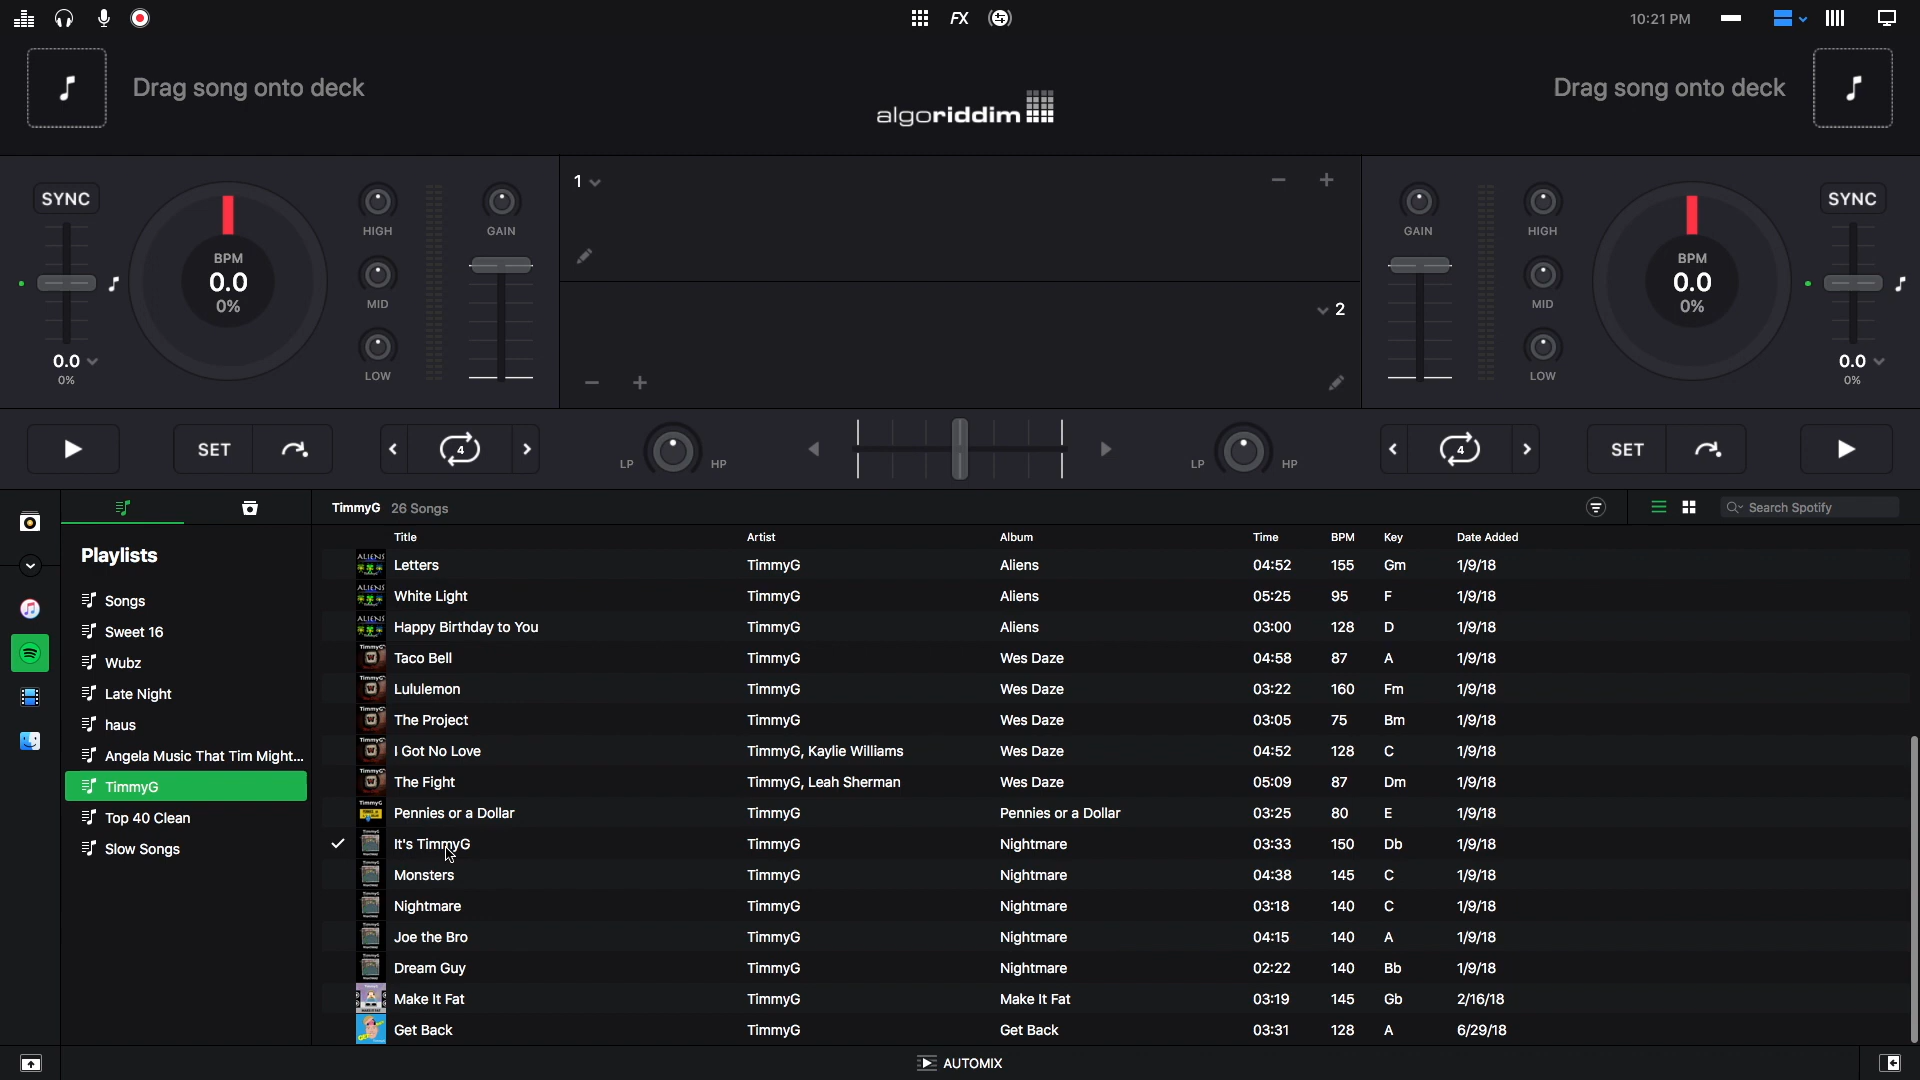 FX
10:21 PM
Drag song onto deck
algoriddim
Drag song onto deck
SYNC
BPM
0.0
0%
0.0
0%
HIGH
MID
LOW
GAIN
1
2
GAIN
HIGH
MID
LOW
BPM
0.0
0%
SYNC
0.0
0%
SET
4
LP
HP
LP
HP
4
SET
TimmyG 26 Songs
Search Spotify
Playlists
Songs
Sweet 16
Wubz
Late Night
haus
Angela Music That Tim Might...
TimmyG
Top 40 Clean
Slow Songs
Title Artist Album Time BPM Key Date Added
Letters TimmyG Aliens 04:52 155 Gm 1/9/18
White Light TimmyG Aliens 05:25 95 F 1/9/18
Happy Birthday to You TimmyG Aliens 03:00 128 D 1/9/18
Taco Bell TimmyG Wes Daze 04:58 87 A 1/9/18
Lululemon TimmyG Wes Daze 03:22 160 Fm 1/9/18
The Project TimmyG Wes Daze 03:05 75 Bm 1/9/18
I Got No Love TimmyG, Kaylie Williams Wes Daze 04:52 128 C 1/9/18
The Fight TimmyG, Leah Sherman Wes Daze 05:09 87 Dm 1/9/18
Pennies or a Dollar TimmyG Pennies or a Dollar 03:25 80 E 1/9/18
It's TimmyG TimmyG Nightmare 03:33 150 Db 1/9/18
Monsters TimmyG Nightmare 04:38 145 C 1/9/18
Nightmare TimmyG Nightmare 03:18 140 C 1/9/18
Joe the Bro TimmyG Nightmare 04:15 140 A 1/9/18
Dream Guy TimmyG Nightmare 02:22 140 Bb 1/9/18
Make It Fat TimmyG Make It Fat 03:19 145 Gb 2/16/18
Get Back TimmyG Get Back 03:31 128 A 6/29/18
AUTOMIX